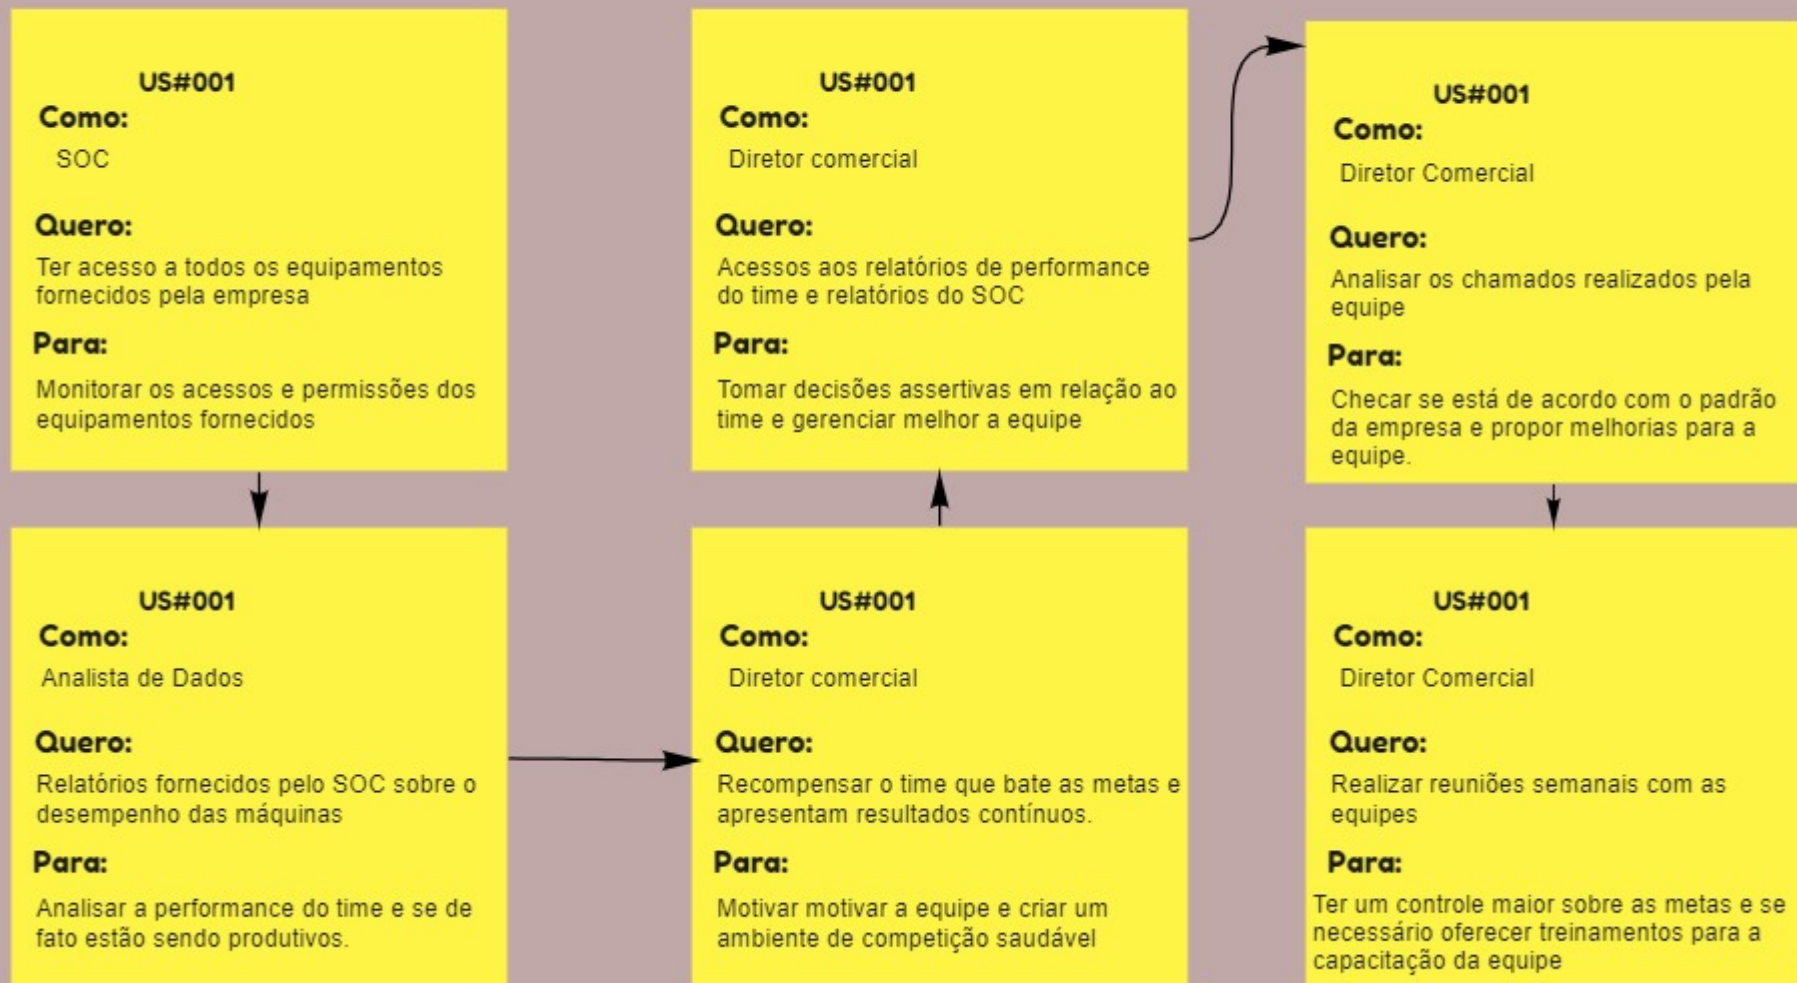 US#001
Como:
SOC
Quero:
Ter acesso a todos os equipamentos
fornecidos pela empresa
Para:
Monitorar os acessos e permissões dos
equipamentos fornecidos
US#001
Como:
Analista de Dados
Quero:
Relatórios fornecidos pelo SOC sobre o
desempenho das máquinas
Para:
Analisar a performance do time e se de
fato estão sendo produtivos.
US#001
Como:
Diretor comercial
Quero:
Recompensar o time que bate as metas e
apresentam resultados contínuos.
Para:
Motivar motivar a equipe e criar um
ambiente de competição saudável
US#001
Como:
Diretor comercial
Quero:
Acessos aos relatórios de performance
do time e relatórios do SOC
Para:
Tomar decisões assertivas em relação ao
time e gerenciar melhor a equipe
US#001
Como:
Diretor Comercial
Quero:
Analisar os chamados realizados pela
equipe
Para:
Checar se está de acordo com o padrão
da empresa e propor melhorias para a
equipe.
US#001
Como:
Diretor Comercial
Quero:
Realizar reuniões semanais com as
equipes
Para:
Ter um controle maior sobre as metas e se
necessário oferecer treinamentos para a
capacitação da equipe